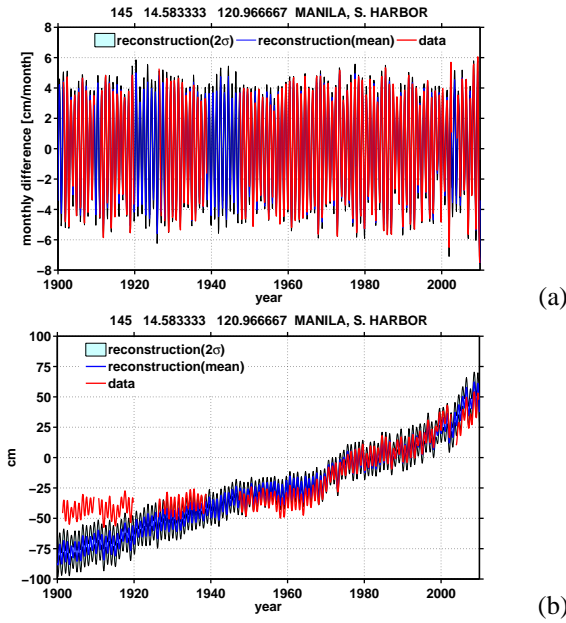 145 14.583333 120.966667 MANILA, S. HARBOR
reconstruction(2σ) reconstruction(mean) data
monthly difference [cm/month]
8
6
4
2
0
−2
−4
−6
−8
1900 1920 1940 1960 1980 2000
year
(a)
145 14.583333 120.966667 MANILA, S. HARBOR
reconstruction(2σ)
reconstruction(mean)
data
cm
100
75
50
25
0
−25
−50
−75
−100
1900 1920 1940 1960 1980 2000
year
(b)